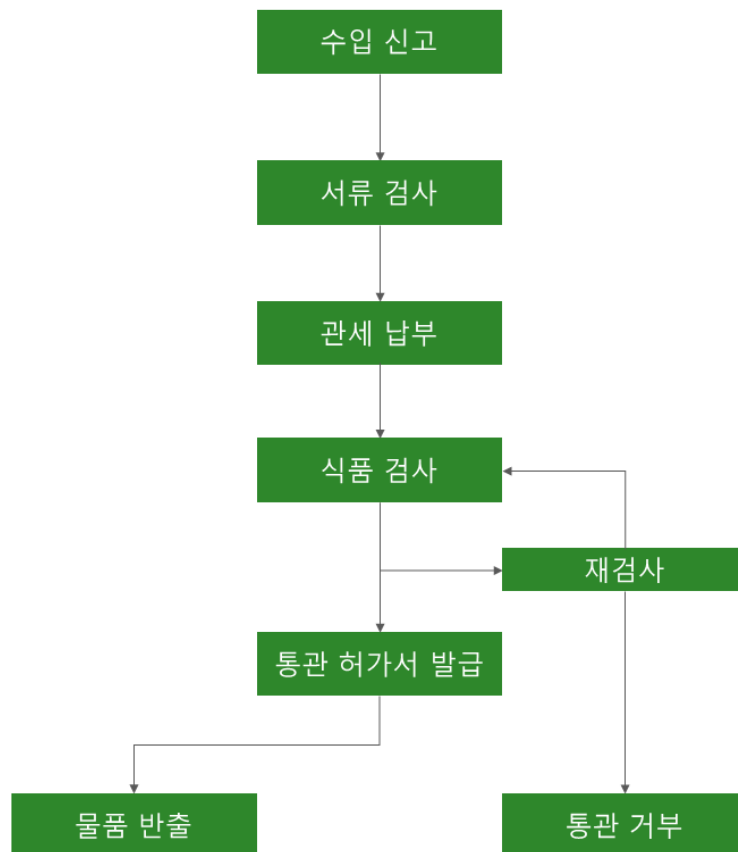 수입 신고
서류 검사
관세 납부
식품 검사
재검사
통관 허가서 발급
물품 반출
통관 거부